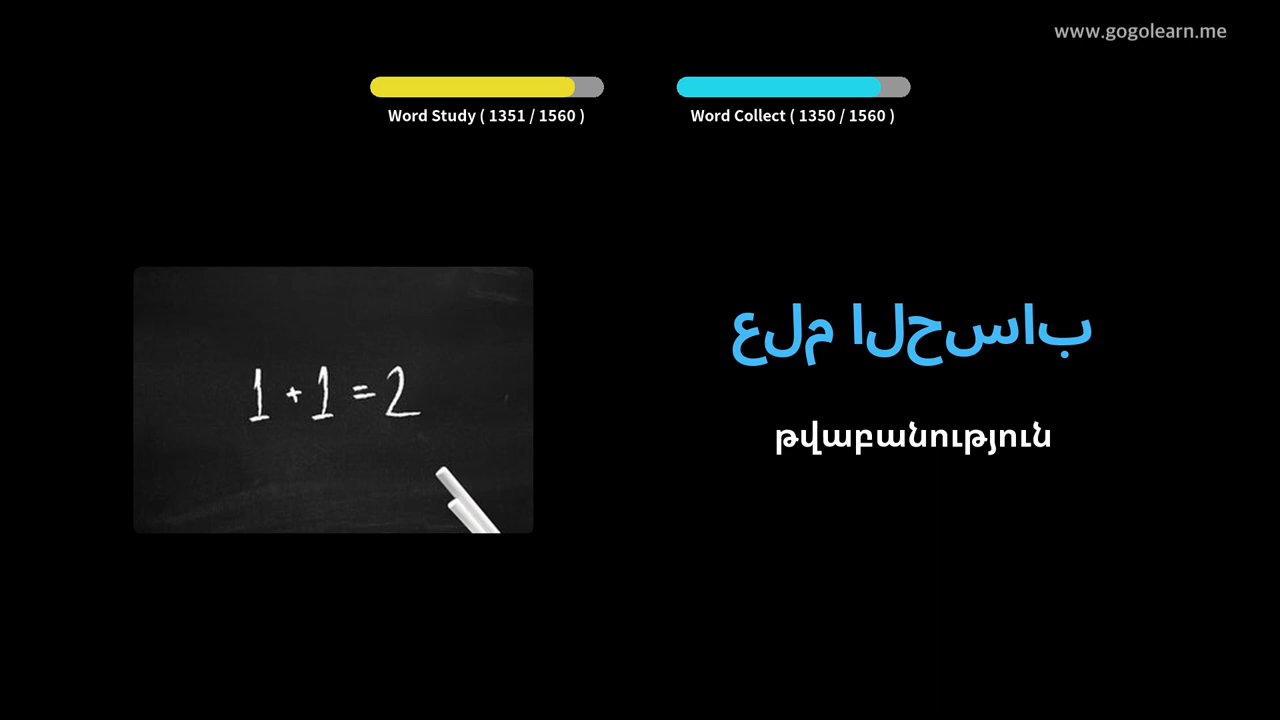 www.gogolearn.me
Word Study ( 1351 / 1560 )
Word Collect ( 1350 / 1560 )
1 + 1 = 2
علم الحساب
թվաբանություն